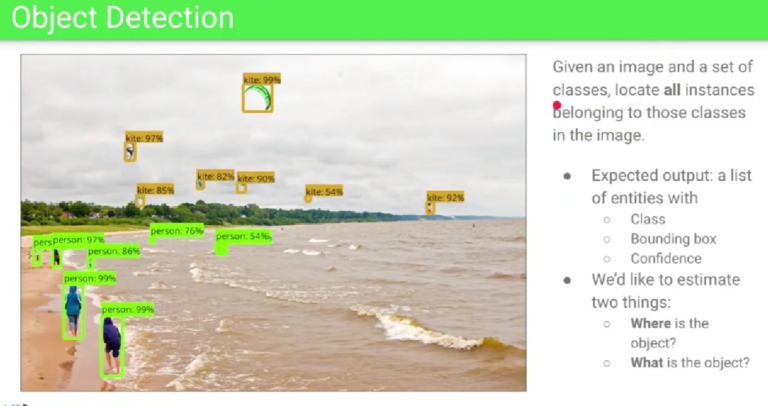 Object Detection
kite: 99%
kite: 97%
kite: 82%
kite: 90%
kite: 85%
kite: 54%
kite: 92%
person: 76%
person: 54%
pers
person: 97%
person: 86%
person: 99%
person: 99%
Given an image and a set of
classes, locate all instances
belonging to those classes
in the image.
● Expected output: a list
of entities with
○ Class
○ Bounding box
○ Confidence
● We'd like to estimate
two things:
○ Where is the
object?
○ What is the object?